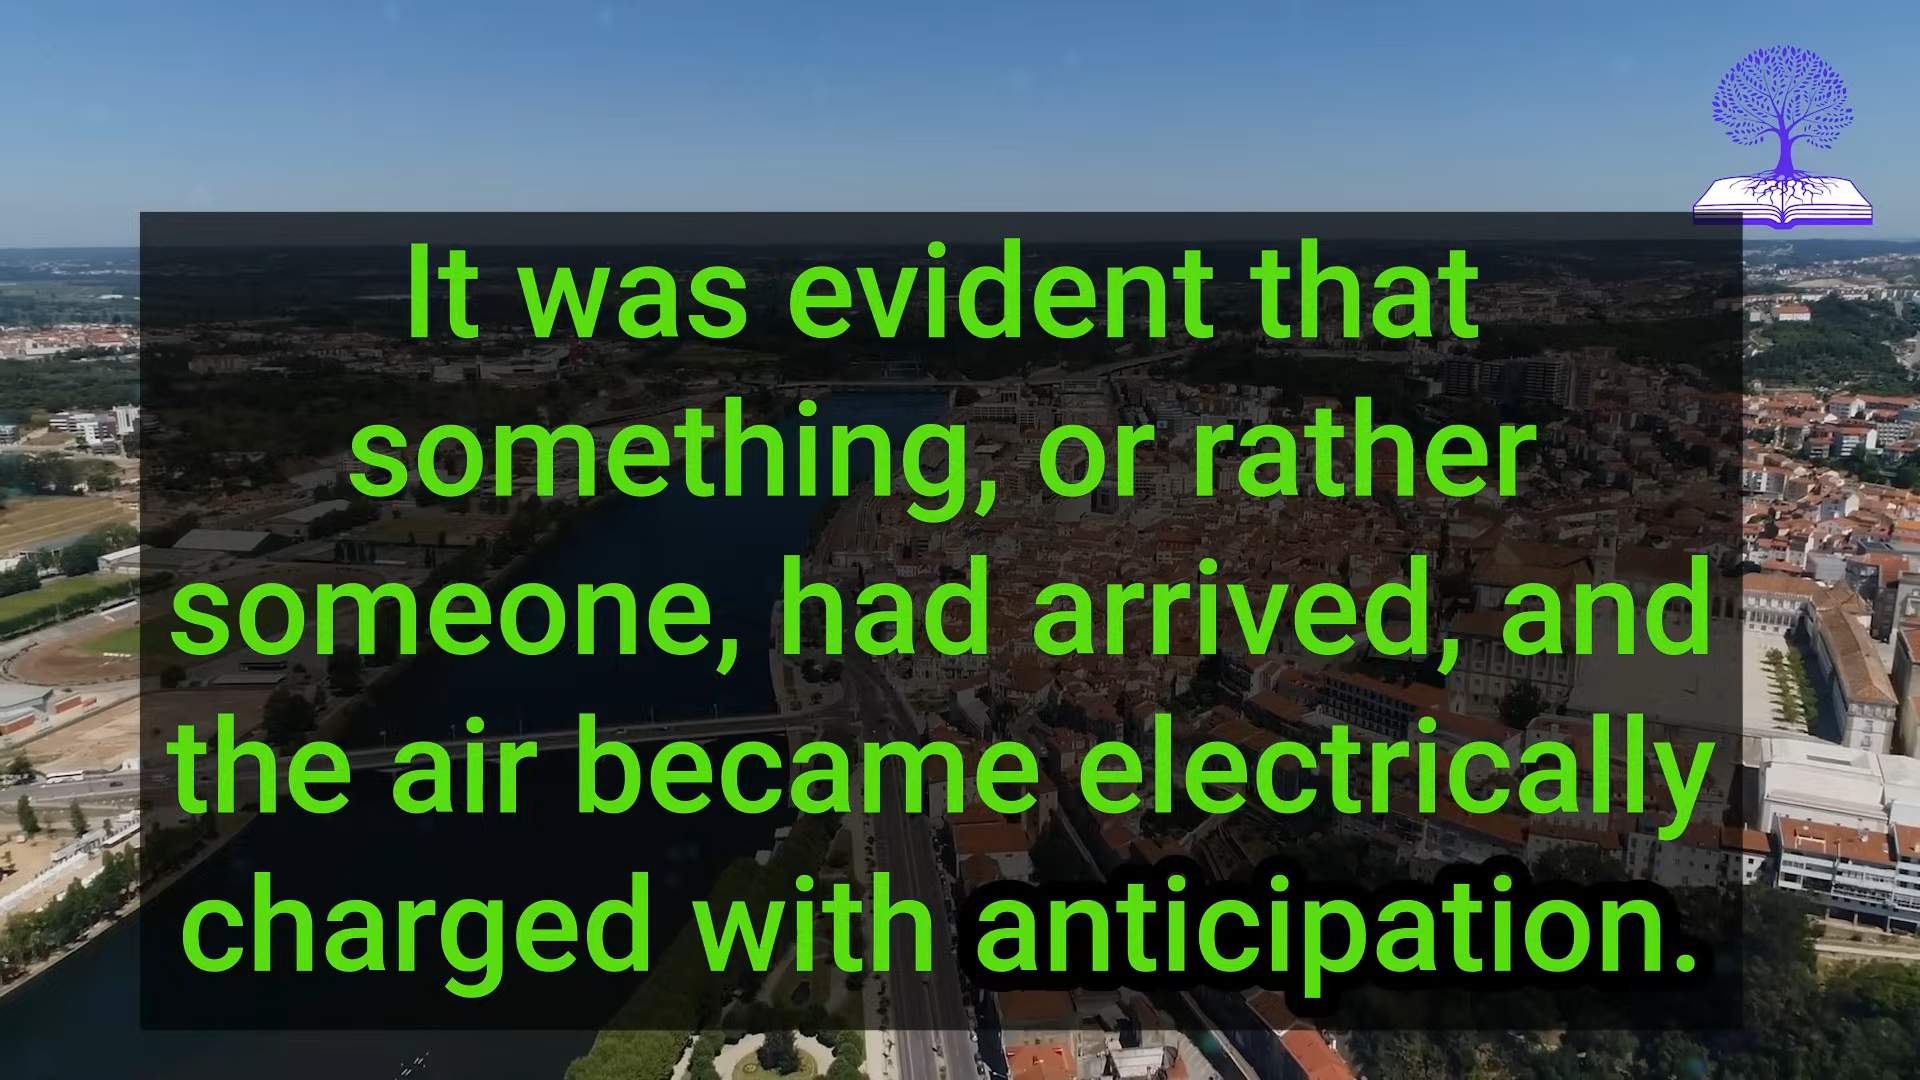 It was evident that
something, or rather
someone, had arrived, and
the air became electrically
charged with anticipation.